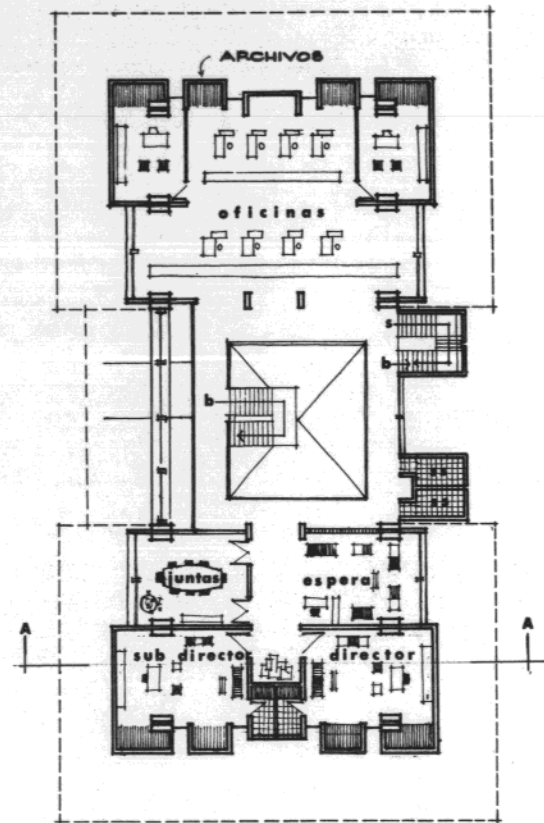 ARCHIVOS
oficinas
s
b
b
s s
s s
juntas
espera
A
A
sub director
director